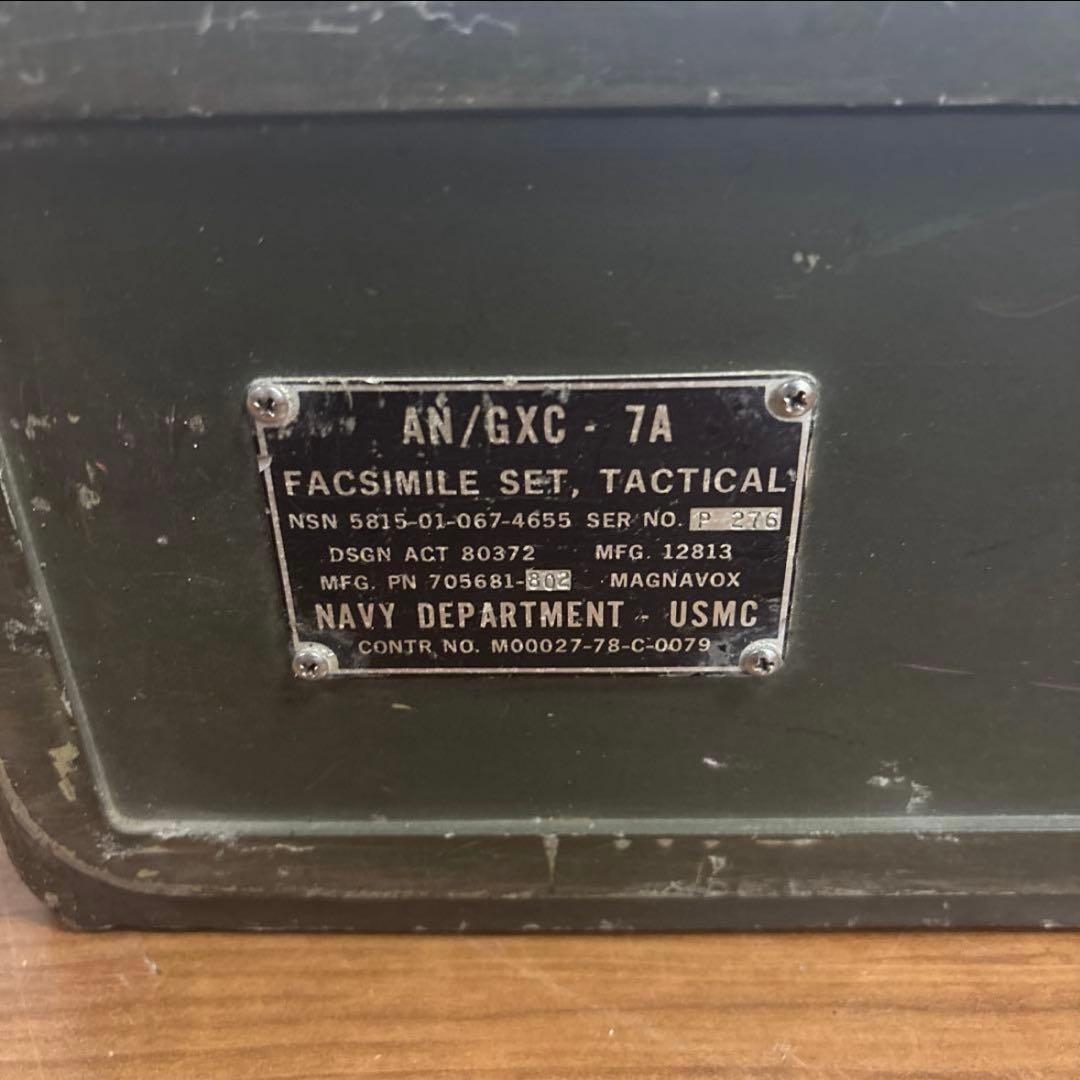 AN/GXC - 7A
FACSIMILE SET, TACTICAL
NSN 5815-01-067-4655 SER NO. P 276
DSGN ACT 80372 MFG. 12813
MFG. PN 705681-802 MAGNAVOX
NAVY DEPARTMENT - USMC
CONTR NO. M00027-78-C-0079